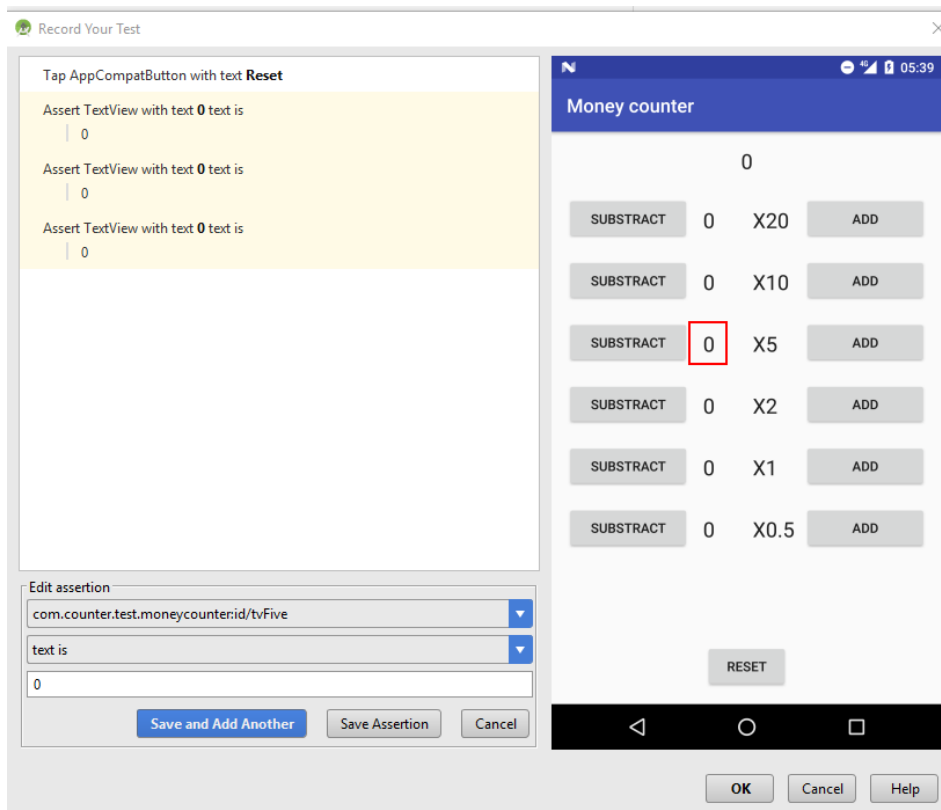 Record Your Test
Tap AppCompatButton with text Reset
Assert TextView with text 0 text is
0
Assert TextView with text 0 text is
0
Assert TextView with text 0 text is
0
Edit assertion
com.counter.test.moneycounter:id/tvFive
text is
0
Save and Add Another Save Assertion Cancel
N 4G 05:39
Money counter
0
SUBSTRACT 0 X20 ADD
SUBSTRACT 0 X10 ADD
SUBSTRACT 0 X5 ADD
SUBSTRACT 0 X2 ADD
SUBSTRACT 0 X1 ADD
SUBSTRACT 0 X0.5 ADD
RESET
OK Cancel Help